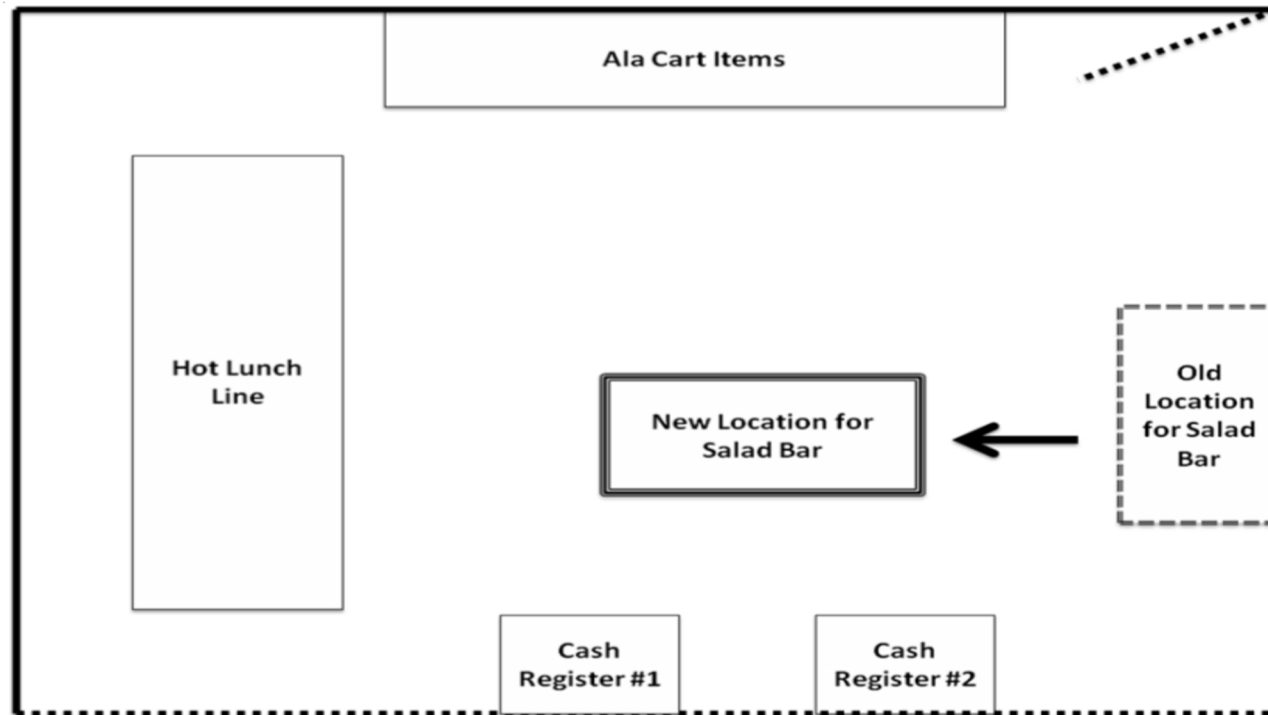 Ala Cart Items
Hot Lunch
Line
New Location for
Salad Bar
Old
Location
for Salad
Bar
Cash
Register #1
Cash
Register #2